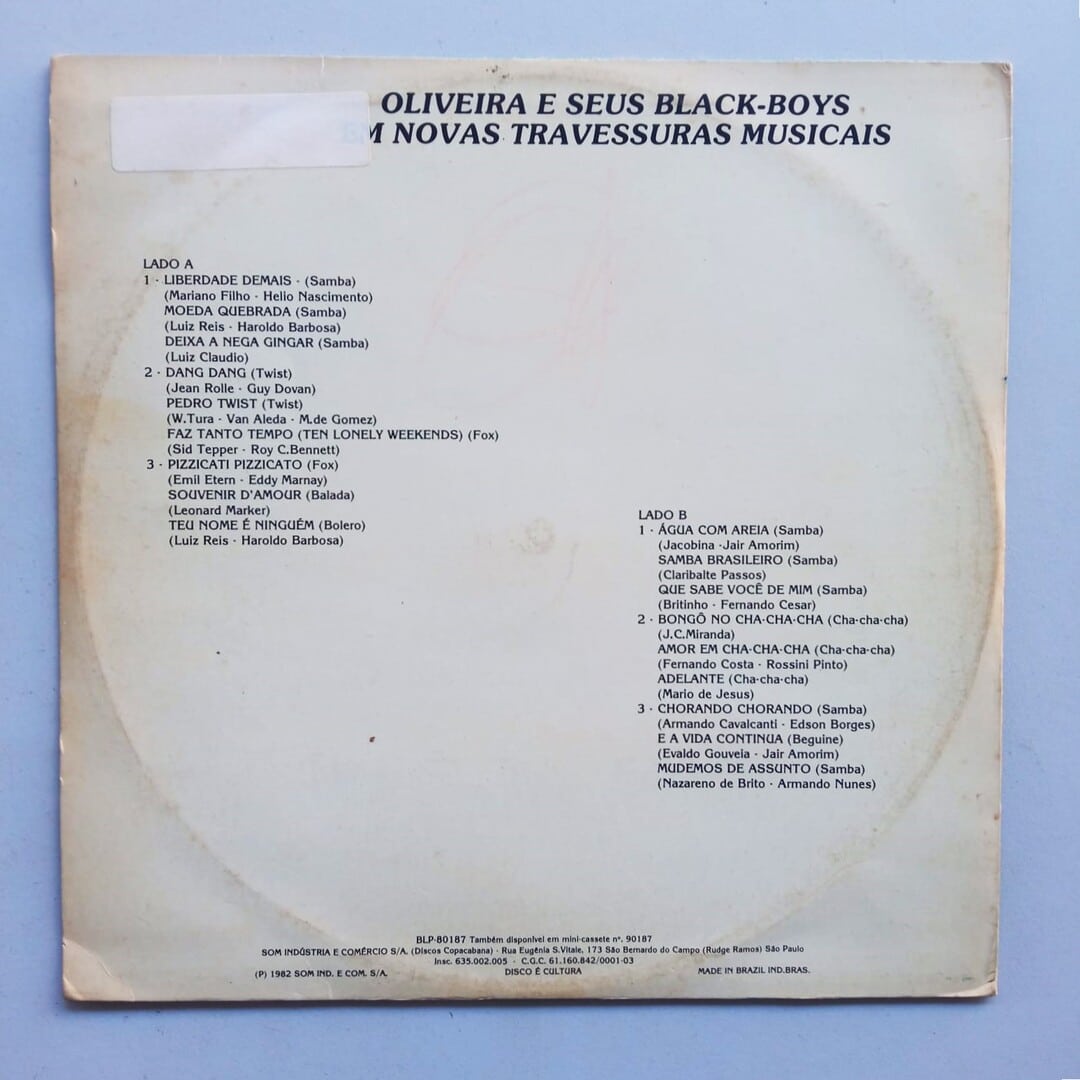 OLIVEIRA E SEUS BLACK-BOYS
EM NOVAS TRAVESSURAS MUSICAIS
LADO A
1 - LIBERDADE DEMAIS - (Samba)
(Mariano Filho - Helio Nascimento)
MOEDA QUEBRADA (Samba)
(Luiz Reis - Haroldo Barbosa)
DEIXA A NEGA GINGAR (Samba)
(Luiz Claudio)
2 - DANG DANG (Twist)
(Jean Rolle - Guy Dovan)
PEDRO TWIST (Twist)
(W.Tura - Van Aleda - M.de Gomez)
FAZ TANTO TEMPO (TEN LONELY WEEKENDS) (Fox)
(Sid Tepper - Roy C.Bennett)
3 - PIZZICATI PIZZICATO (Fox)
(Emil Etern - Eddy Marnay)
SOUVENIR D'AMOUR (Balada)
(Leonard Marker)
TEU NOME É NINGUÉM (Bolero)
(Luiz Reis - Haroldo Barbosa)
LADO B
1 - ÁGUA COM AREIA (Samba)
(Jacobina -Jair Amorim)
SAMBA BRASILEIRO (Samba)
(Claribalte Passos)
QUE SABE VOCÊ DE MIM (Samba)
(Britinho - Fernando Cesar)
2 - BONGÔ NO CHA-CHA-CHA (Cha-cha-cha)
(J.C.Miranda)
AMOR EM CHA-CHA-CHA (Cha-cha-cha)
(Fernando Costa - Rossini Pinto)
ADELANTE (Cha-cha-cha)
(Mario de Jesus)
3 - CHORANDO CHORANDO (Samba)
(Armando Cavalcanti - Edson Borges)
E A VIDA CONTINUA (Beguine)
(Evaldo Gouveia - Jair Amorim)
MUDEMOS DE ASSUNTO (Samba)
(Nazareno de Brito - Armando Nunes)
BLP-80187 Também disponível em mini-cassete nº. 90187
SOM INDÚSTRIA E COMÉRCIO S/A. (Discos Copacabana) - Rua Eugênia S.Vitale, 173 São Bernardo do Campo (Rudge Ramos) São Paulo
Insc. 635.002.005 - C.G.C. 61.160.842/0001-03
(P) 1982 SOM IND. E COM. S/A. DISCO É CULTURA MADE IN BRAZIL IND.BRAS.